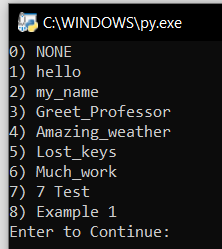 C:\WINDOWS\py.exe
0) NONE
1) hello
2) my_name
3) Greet_Professor
4) Amazing_weather
5) Lost_keys
6) Much_work
7) 7 Test
8) Example 1
Enter to Continue: